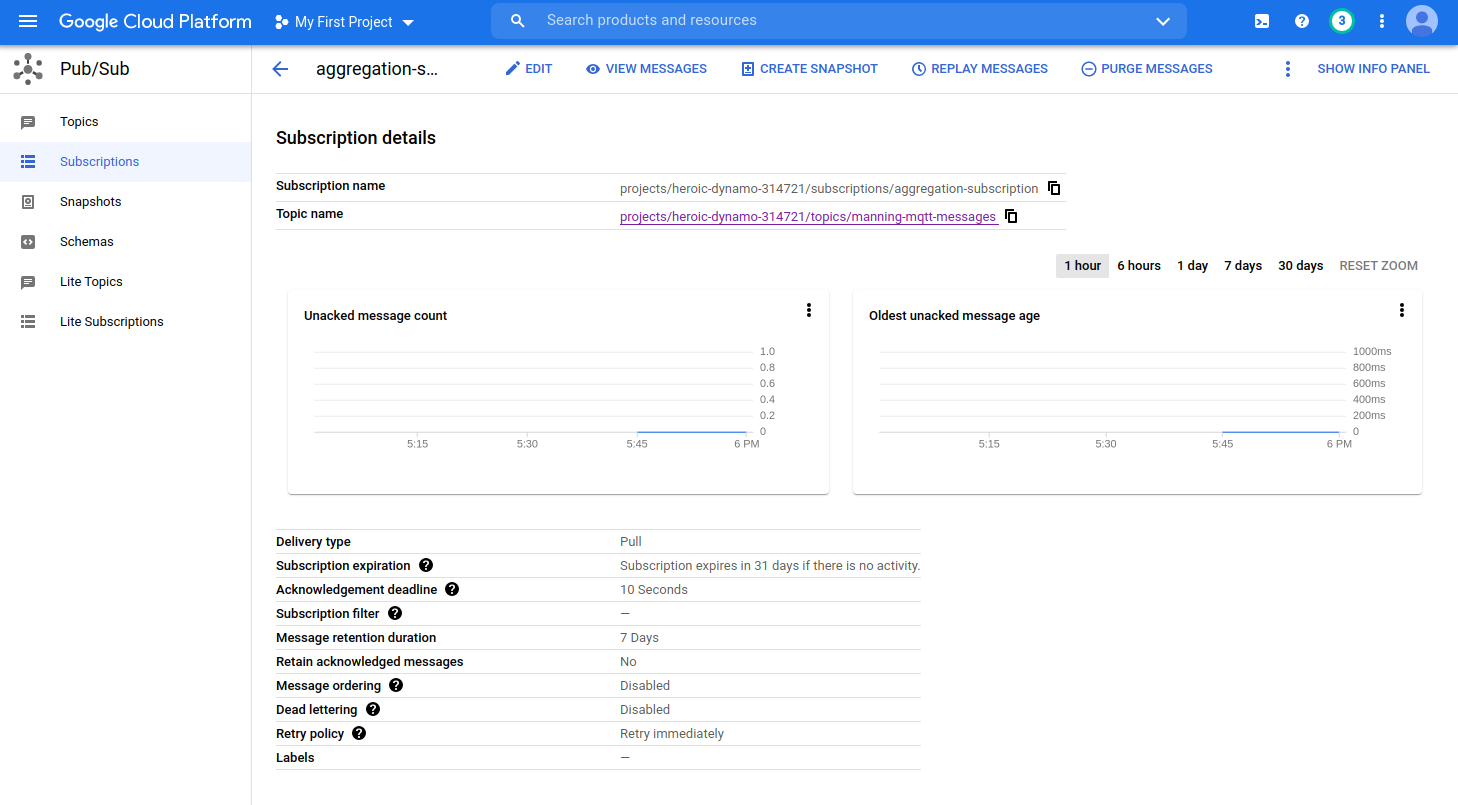 Google Cloud Platform My First Project Search products and resources 3
Pub/Sub aggregation-s... EDIT VIEW MESSAGES CREATE SNAPSHOT REPLAY MESSAGES PURGE MESSAGES SHOW INFO PANEL
Topics
Subscriptions
Snapshots
Schemas
Lite Topics
Lite Subscriptions
Subscription details
Subscription name projects/heroic-dynamo-314721/subscriptions/aggregation-subscription
Topic name projects/heroic-dynamo-314721/topics/manning-mqtt-messages
1 hour 6 hours 1 day 7 days 30 days RESET ZOOM
Unacked message count
1.0
0.8
0.6
0.4
0.2
0
5:15 5:30 5:45 6 PM
Oldest unacked message age
1000ms
800ms
600ms
400ms
200ms
0
5:15 5:30 5:45 6 PM
Delivery type Pull
Subscription expiration ? Subscription expires in 31 days if there is no activity.
Acknowledgement deadline ? 10 Seconds
Subscription filter ? —
Message retention duration 7 Days
Retain acknowledged messages No
Message ordering ? Disabled
Dead lettering ? Disabled
Retry policy ? Retry immediately
Labels —